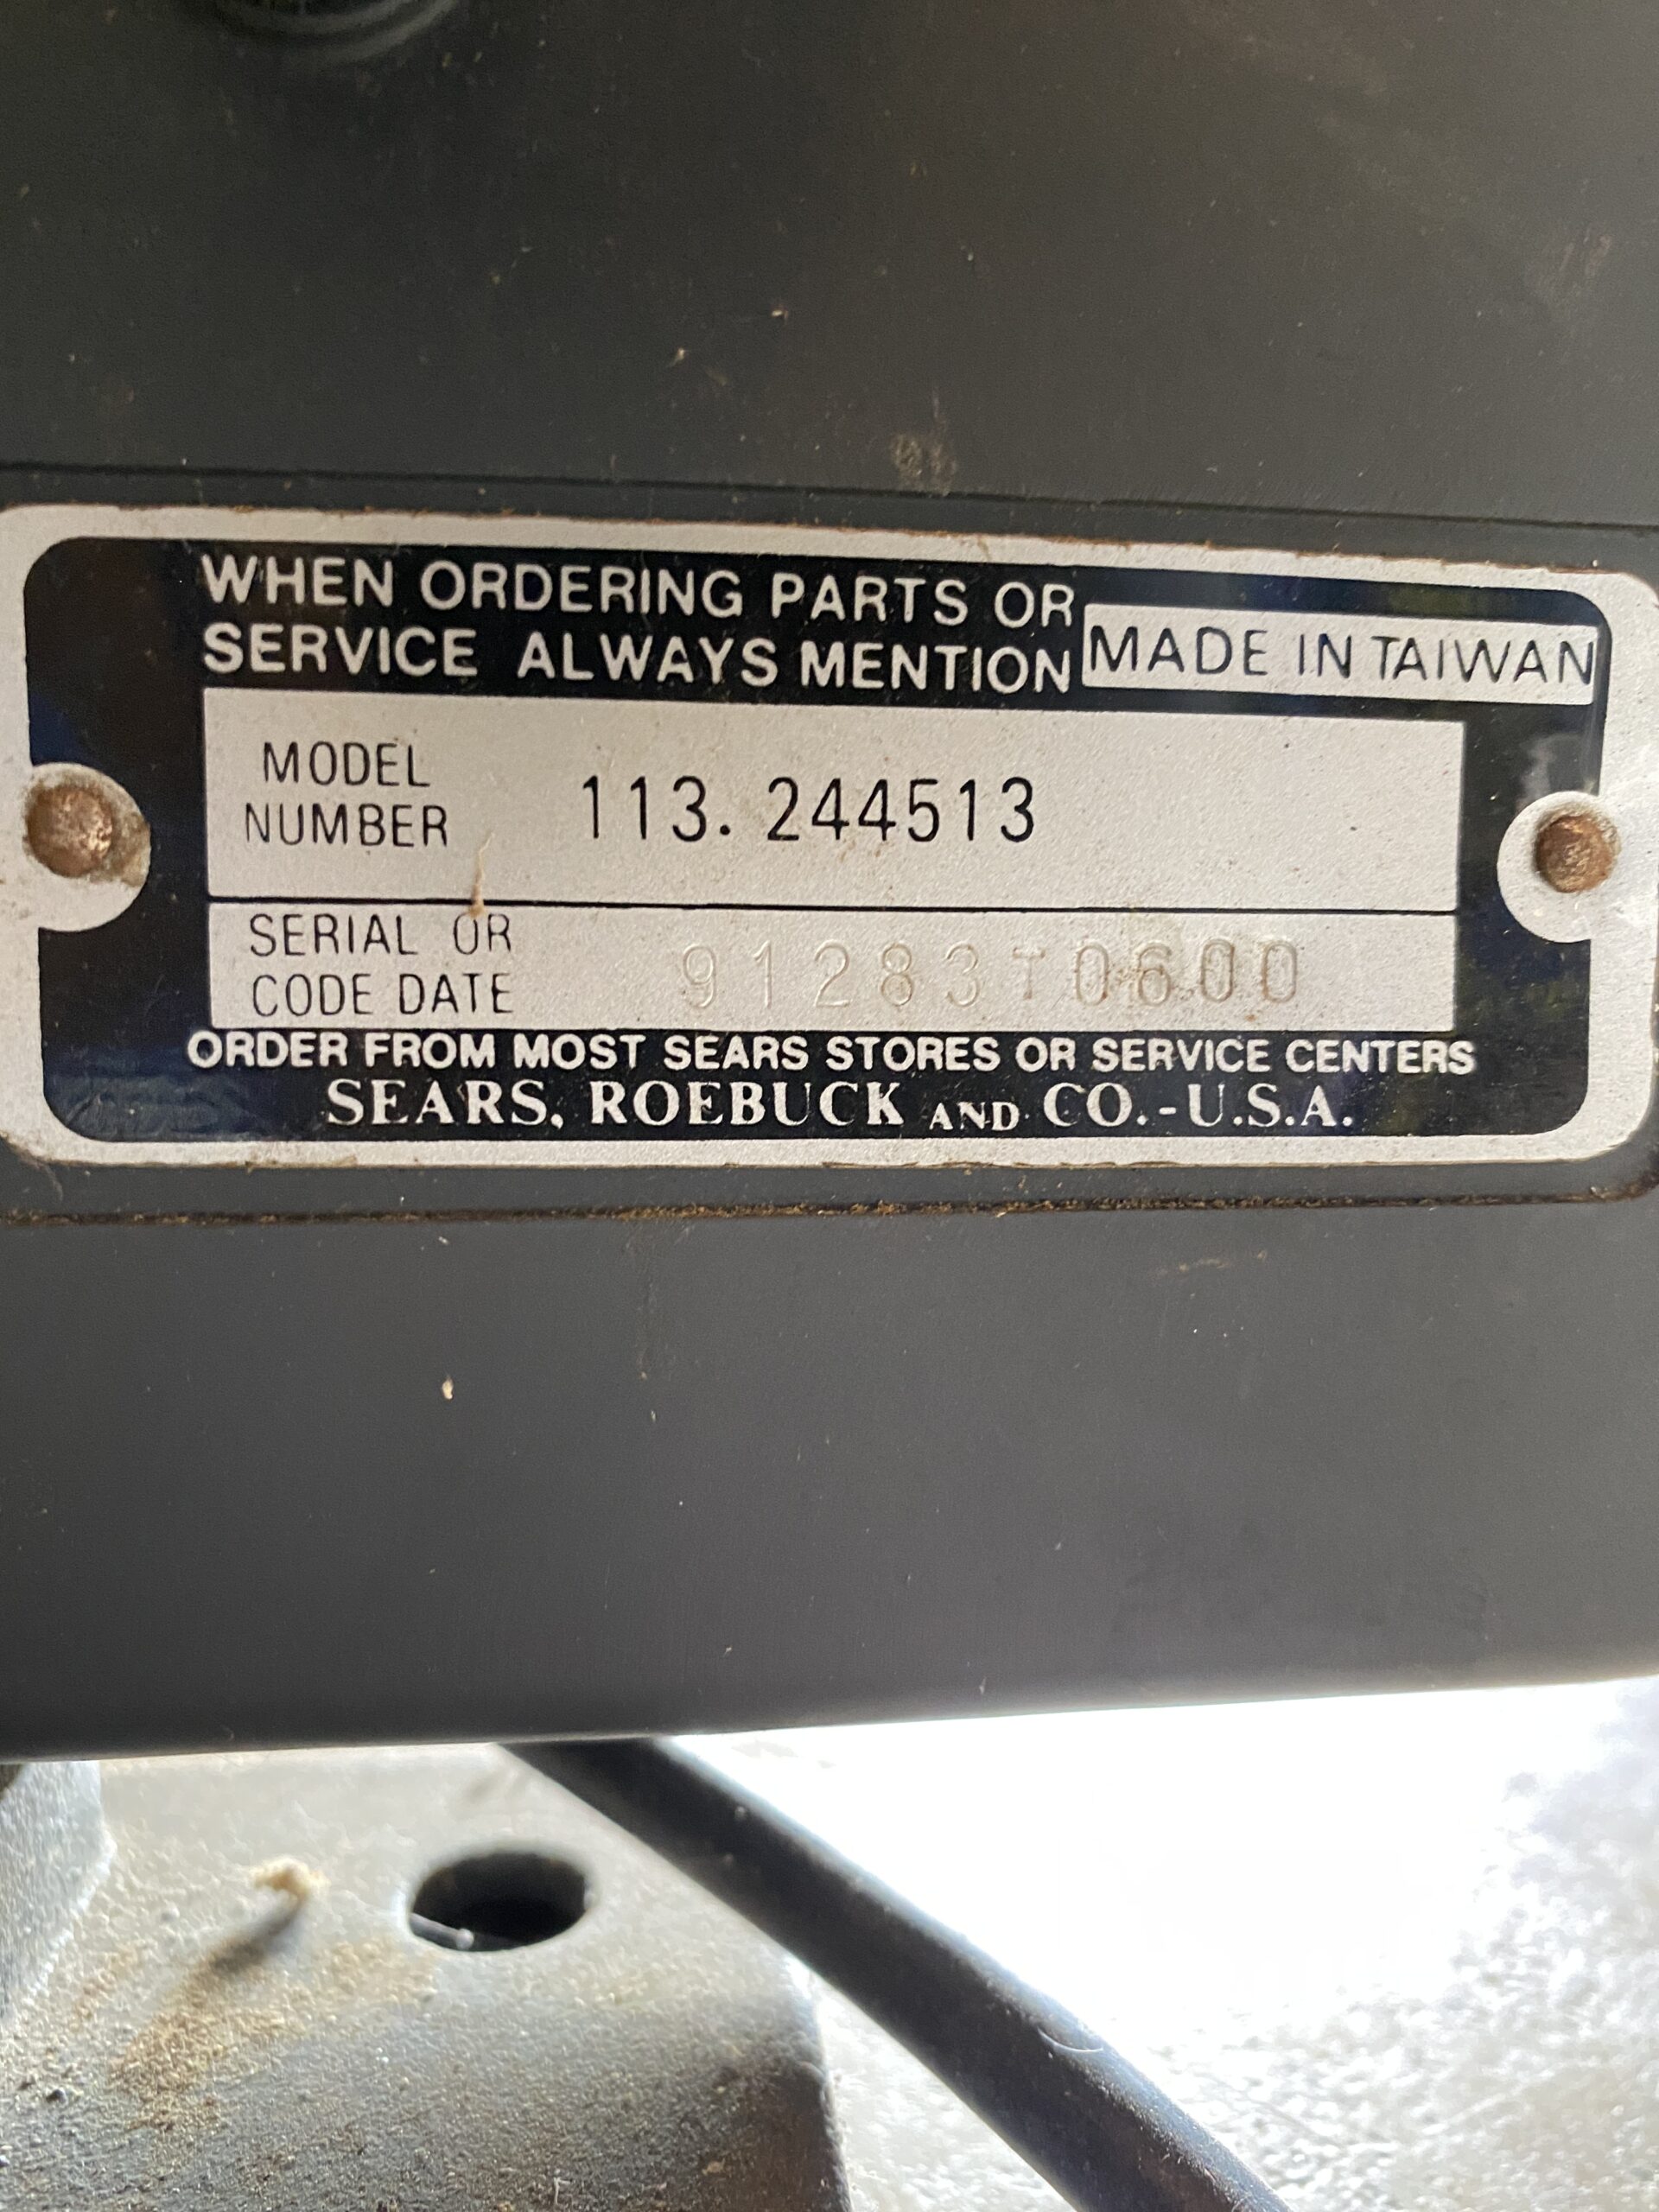 WHEN ORDERING PARTS OR
SERVICE ALWAYS MENTION
MADE IN TAIWAN
MODEL
NUMBER
113.244513
SERIAL OR
CODE DATE
91283T0600
ORDER FROM MOST SEARS STORES OR SERVICE CENTERS
SEARS, ROEBUCK AND CO.-U.S.A.